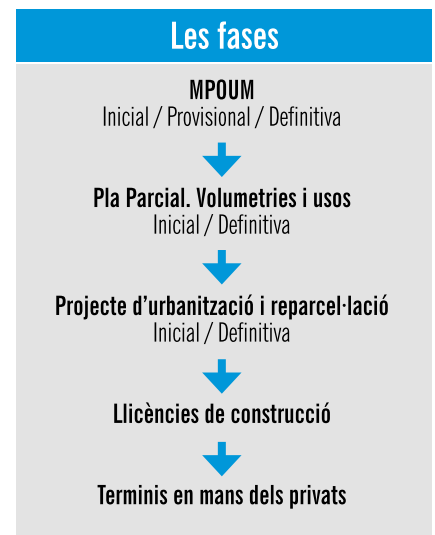 Les fases
MPOUM
Inicial / Provisional / Definitiva
Pla Parcial. Volumetries i usos
Inicial / Definitiva
Projecte d'urbanització i reparcel·lació
Inicial / Definitiva
Llicències de construcció
Terminis en mans dels privats